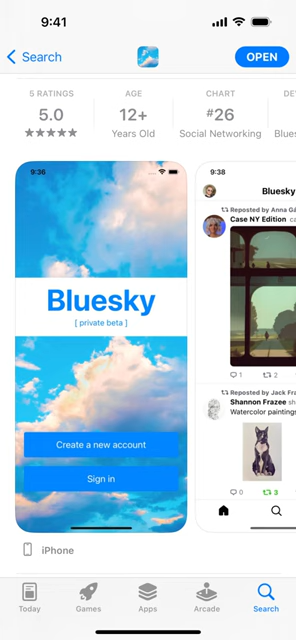 9:41
Search
OPEN
5 RATINGS
5.0
AGE
12+
Years Old
CHART
#26
Social Networking
9:36
Bluesky
[ private beta ]
Create a new account
Sign in
9:38
Bluesky
Reposted by Anna
Case NY Edition
1
2
Reposted by Jack
Shannon Frazee
Watercolor paintings
0
3
iPhone
Today
Games
Apps
Arcade
Search